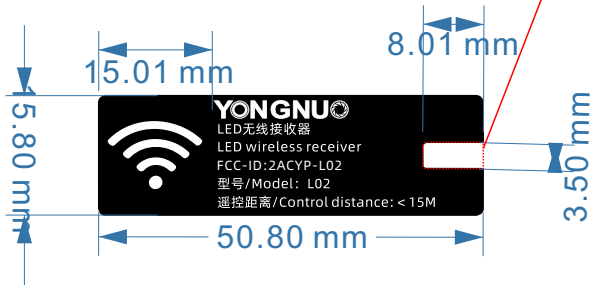 8.01 mm
15.01 mm
15.80 mm
YONGNUO
LED无线接收器
LED wireless receiver
FCC-ID:2ACYP-L02
型号/Model: L02
遥控距离/Control distance:<15M
3.50 mm
50.80 mm